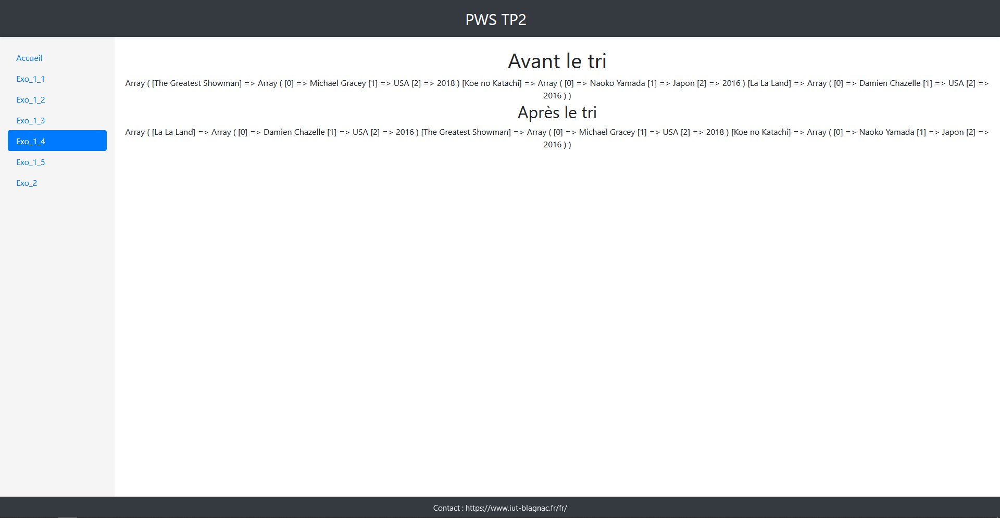 PWS TP2
Accueil
Exo_1_1
Exo_1_2
Exo_1_3
Exo_1_4
Exo_1_5
Exo_2
Avant le tri
Array ( [The Greatest Showman] => Array ( [0] => Michael Gracey [1] => USA [2] => 2018 ) [Koe no Katachi] => Array ( [0] => Naoko Yamada [1] => Japon [2] => 2016 ) [La La Land] => Array ( [0] => Damien Chazelle [1] => USA [2] =>
2016 ) )
Après le tri
Array ( [La La Land] => Array ( [0] => Damien Chazelle [1] => USA [2] => 2016 ) [The Greatest Showman] => Array ( [0] => Michael Gracey [1] => USA [2] => 2018 ) [Koe no Katachi] => Array ( [0] => Naoko Yamada [1] => Japon [2] =>
2016 ) )
Contact : https://www.iut-blagnac.fr/fr/